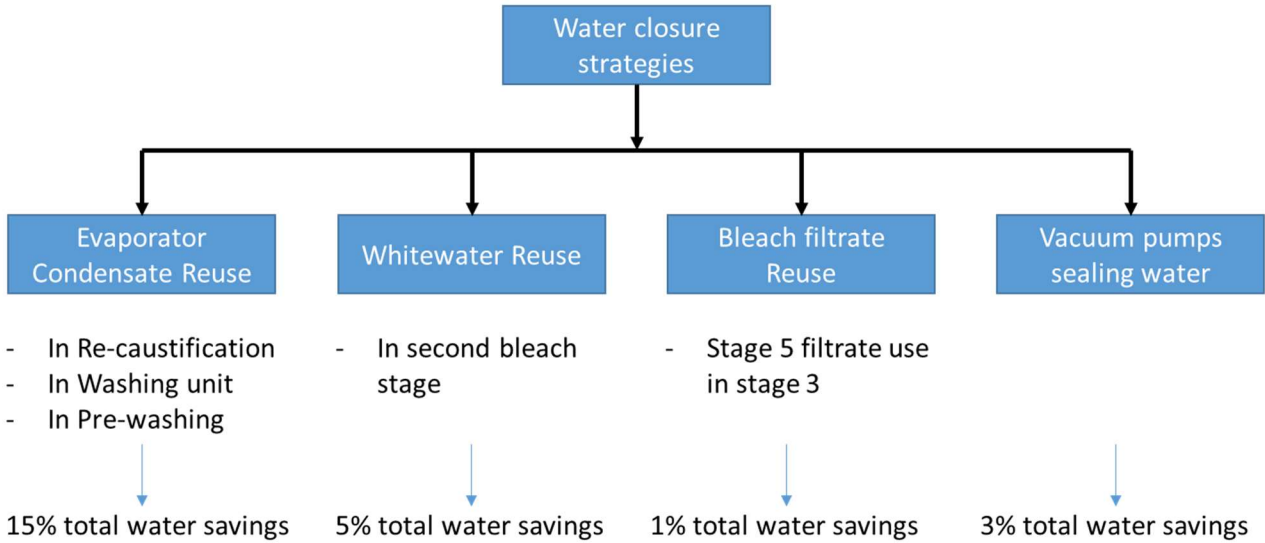 Water closure
strategies
Evaporator
Condensate Reuse
Whitewater Reuse
Bleach filtrate
Reuse
Vacuum pumps
sealing water
- In Re-caustification
- In Washing unit
- In Pre-washing
- In second bleach
stage
- Stage 5 filtrate use
in stage 3
15% total water savings
5% total water savings
1% total water savings
3% total water savings